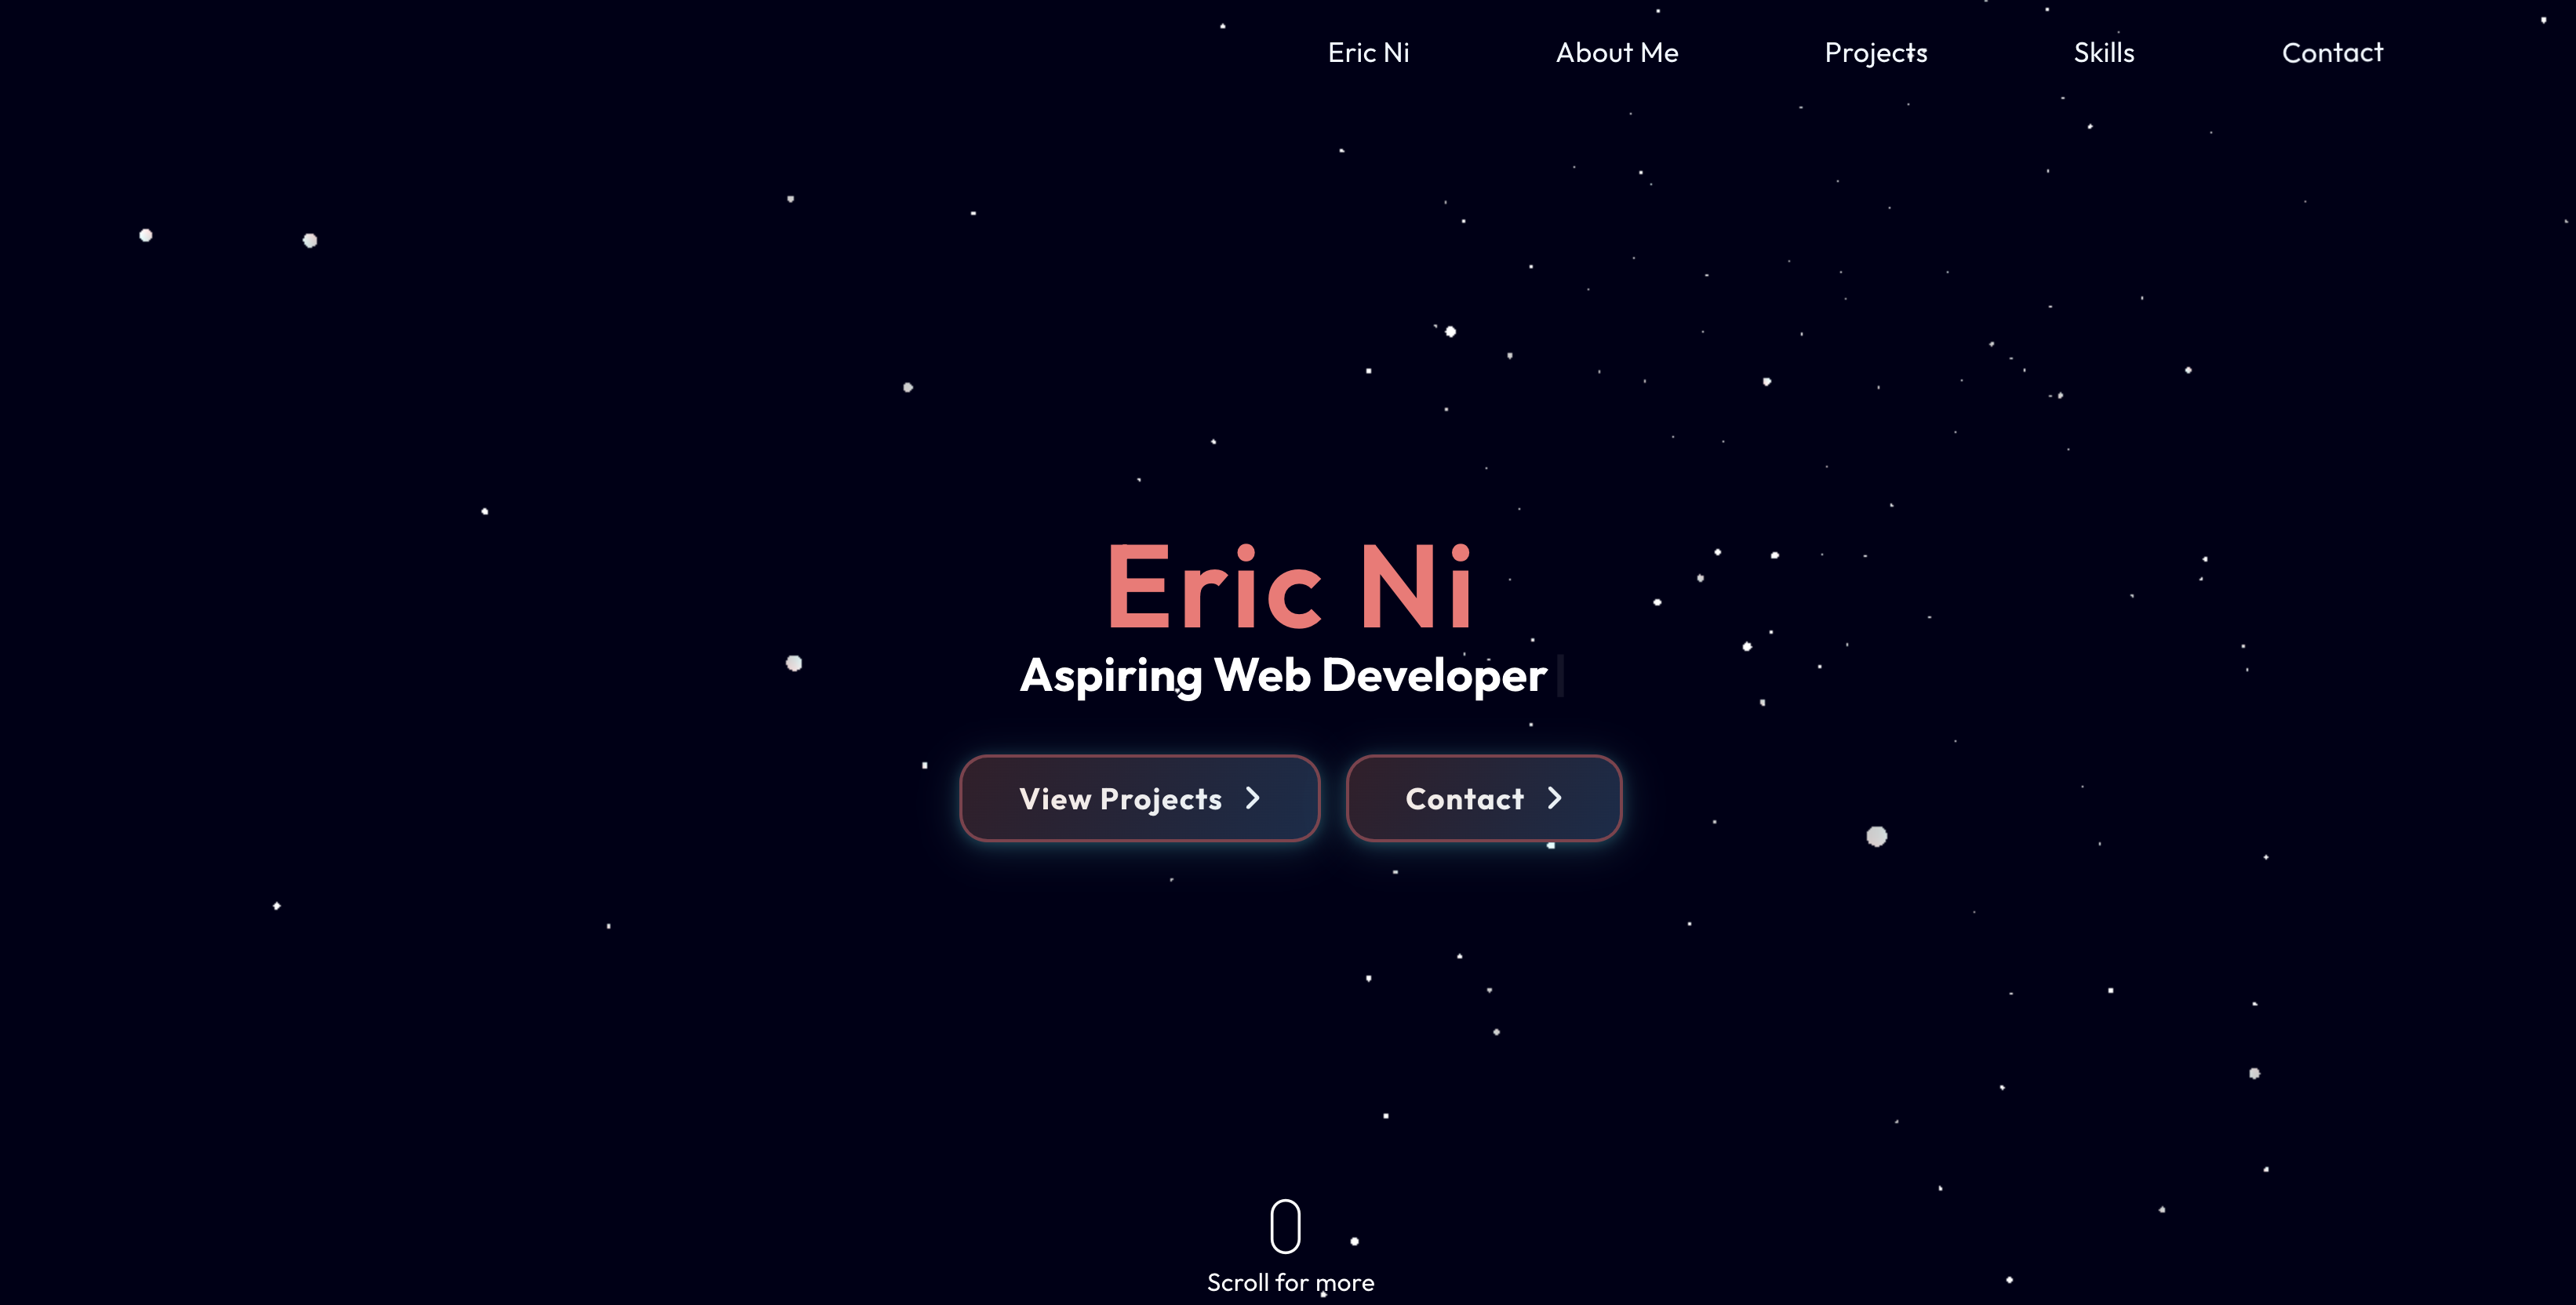 Eric Ni About Me Projects Skills Contact
Eric Ni
Aspiring Web Developer
View Projects Contact
Scroll for more